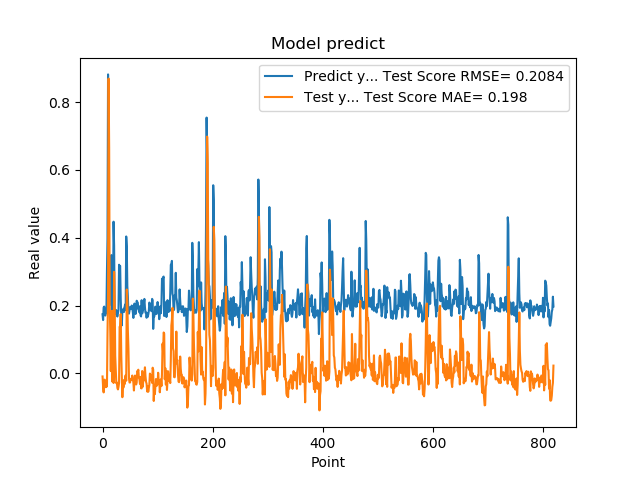 Model predict
Predict y... Test Score RMSE= 0.2084
Test y... Test Score MAE= 0.198
0.8
0.6
0.4
0.2
0.0
Real value
0 200 400 600 800
Point